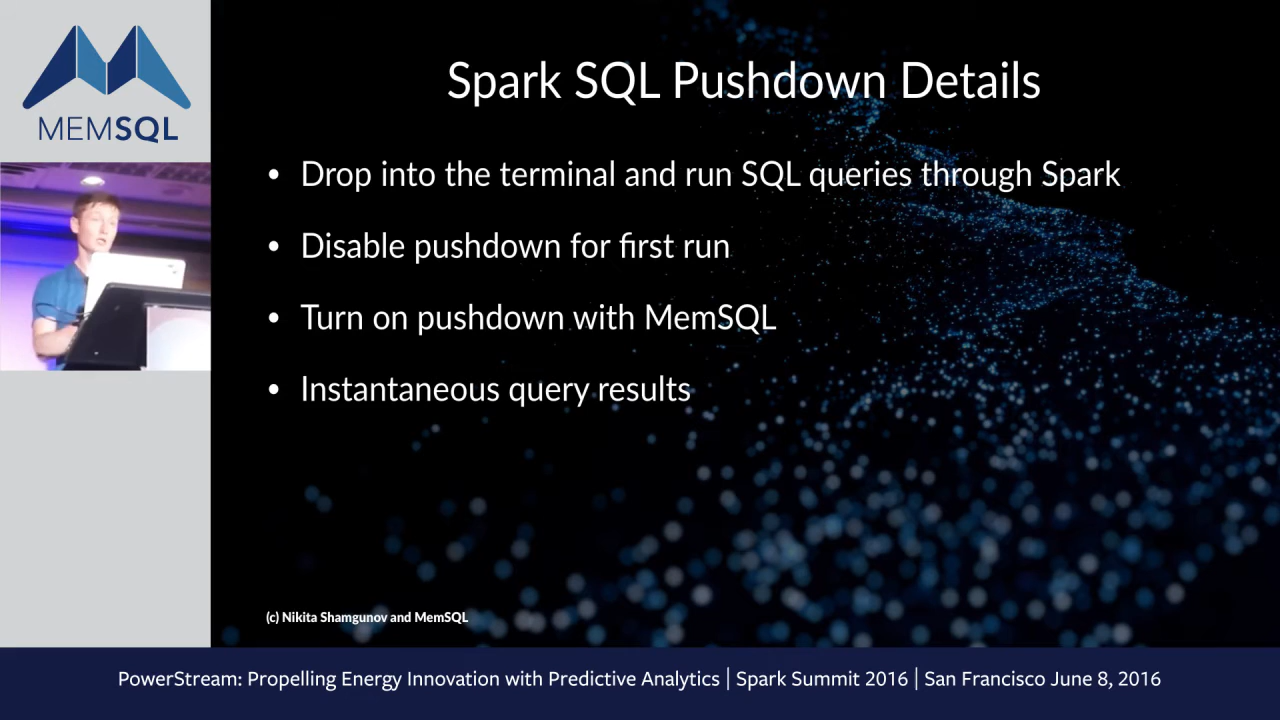 MEMSQL
Spark SQL Pushdown Details
• Drop into the terminal and run SQL queries through Spark
• Disable pushdown for first run
• Turn on pushdown with MemSQL
• Instantaneous query results
(c) Nikita Shamgunov and MemSQL
PowerStream: Propelling Energy Innovation with Predictive Analytics | Spark Summit 2016 | San Francisco June 8, 2016